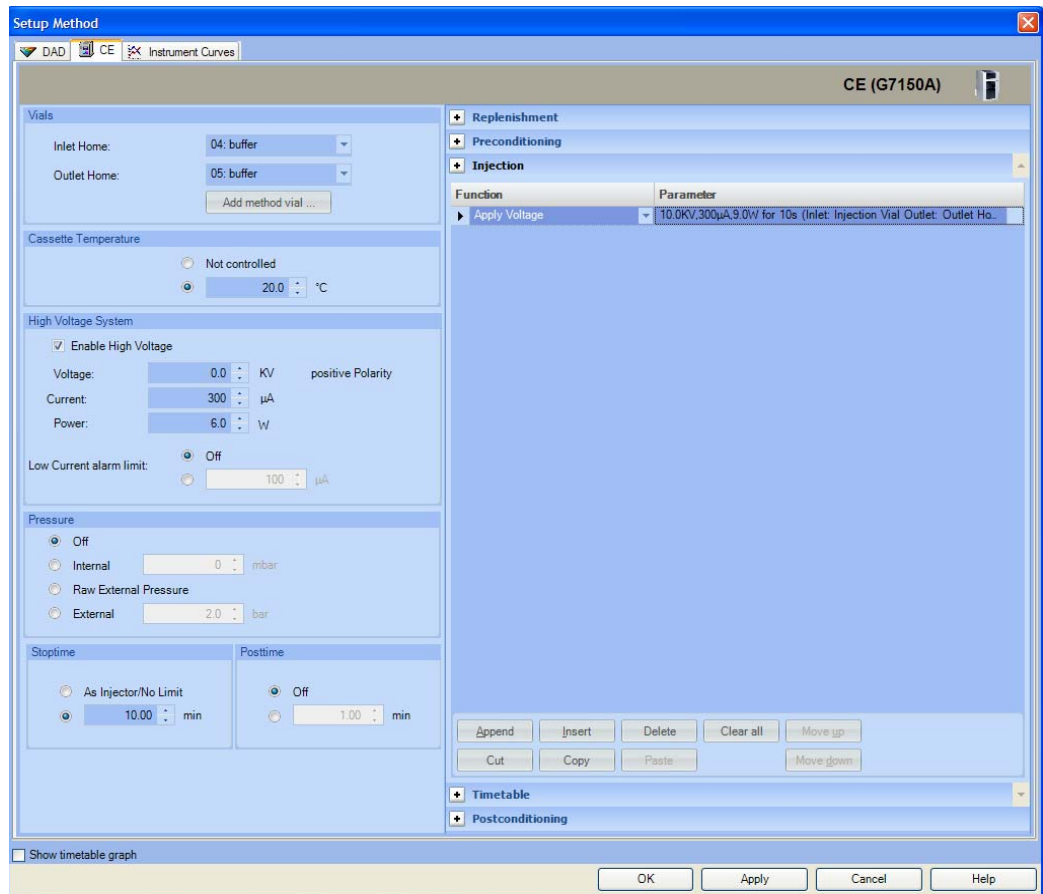 Setup Method
DAD CE Instrument Curves
CE (G7150A)
Vials
Inlet Home: 04: buffer
Outlet Home: 05: buffer
Add method vial ...
Cassette Temperature
Not controlled
20.0 °C
High Voltage System
Enable High Voltage
Voltage: 0.0 KV positive Polarity
Current: 300 µA
Power: 6.0 W
Low Current alarm limit: Off
100 µA
Pressure
Off
Internal 0 mbar
Raw External Pressure
External 2.0 bar
Stoptime
As Injector/No Limit
10.00 min
Posttime
Off
1.00 min
Replenishment
Preconditioning
Injection
Function Parameter
Apply Voltage 10.0KV,300µA,9.0W for 10s (Inlet: Injection Vial Outlet: Outlet Ho..
Append Insert Delete Clear all Move up
Cut Copy Paste Move down
Timetable
Postconditioning
Show timetable graph
OK Apply Cancel Help